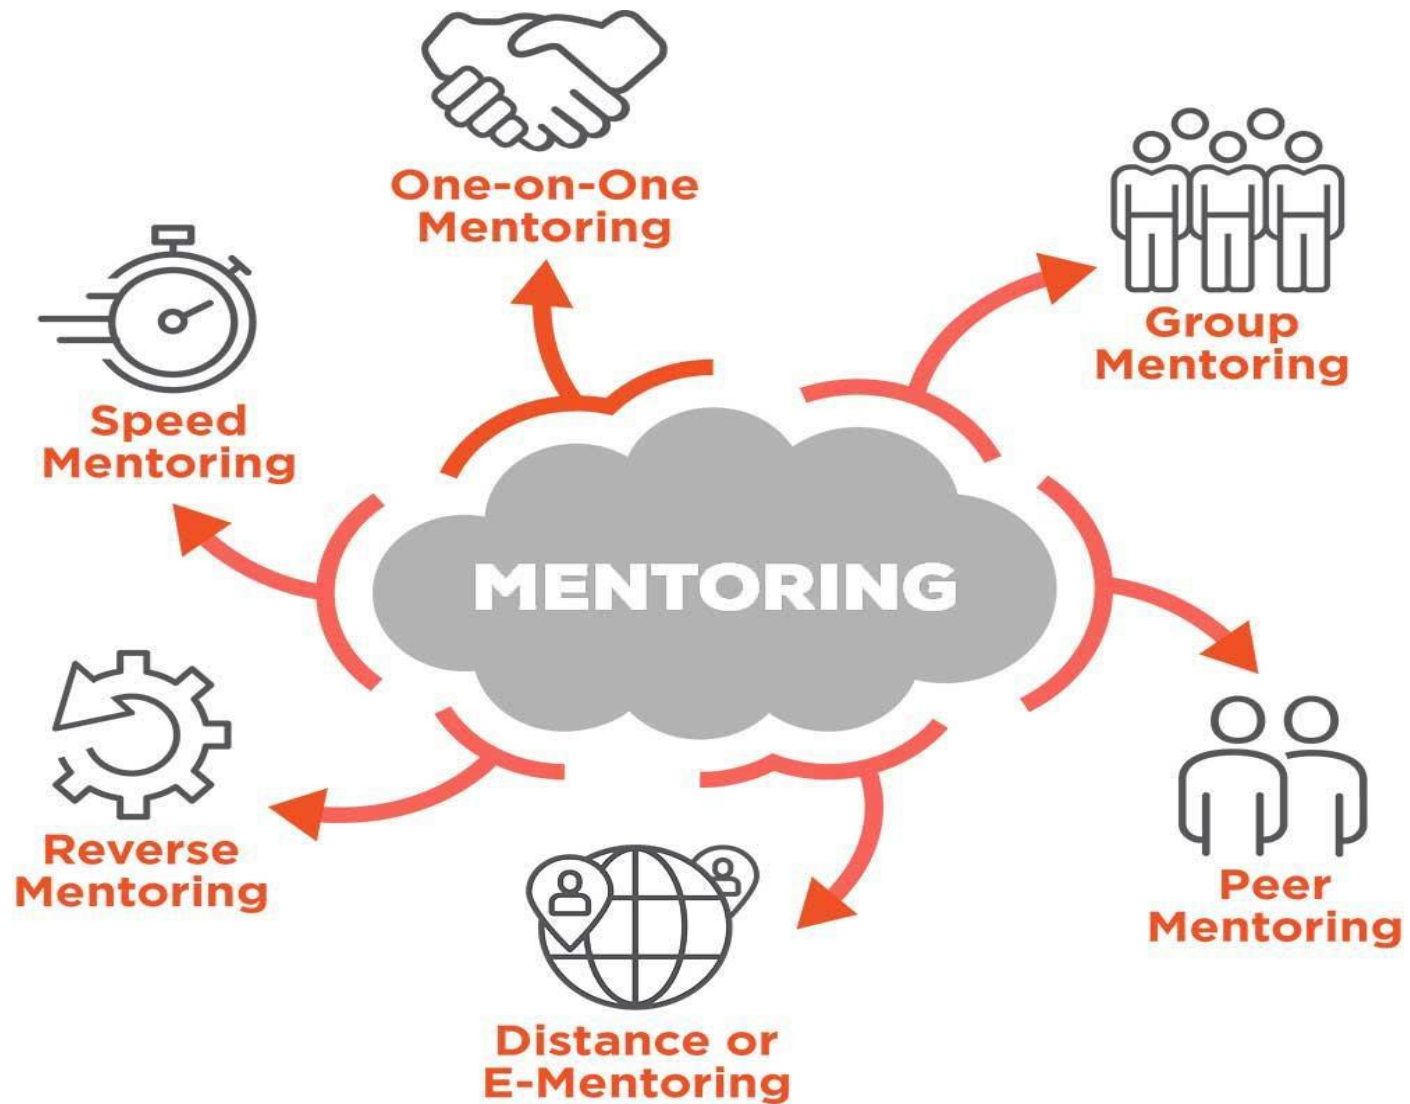 One-on-One
Mentoring
Group
Mentoring
Speed
Mentoring
MENTORING
Reverse
Mentoring
Peer
Mentoring
Distance or
E-Mentoring